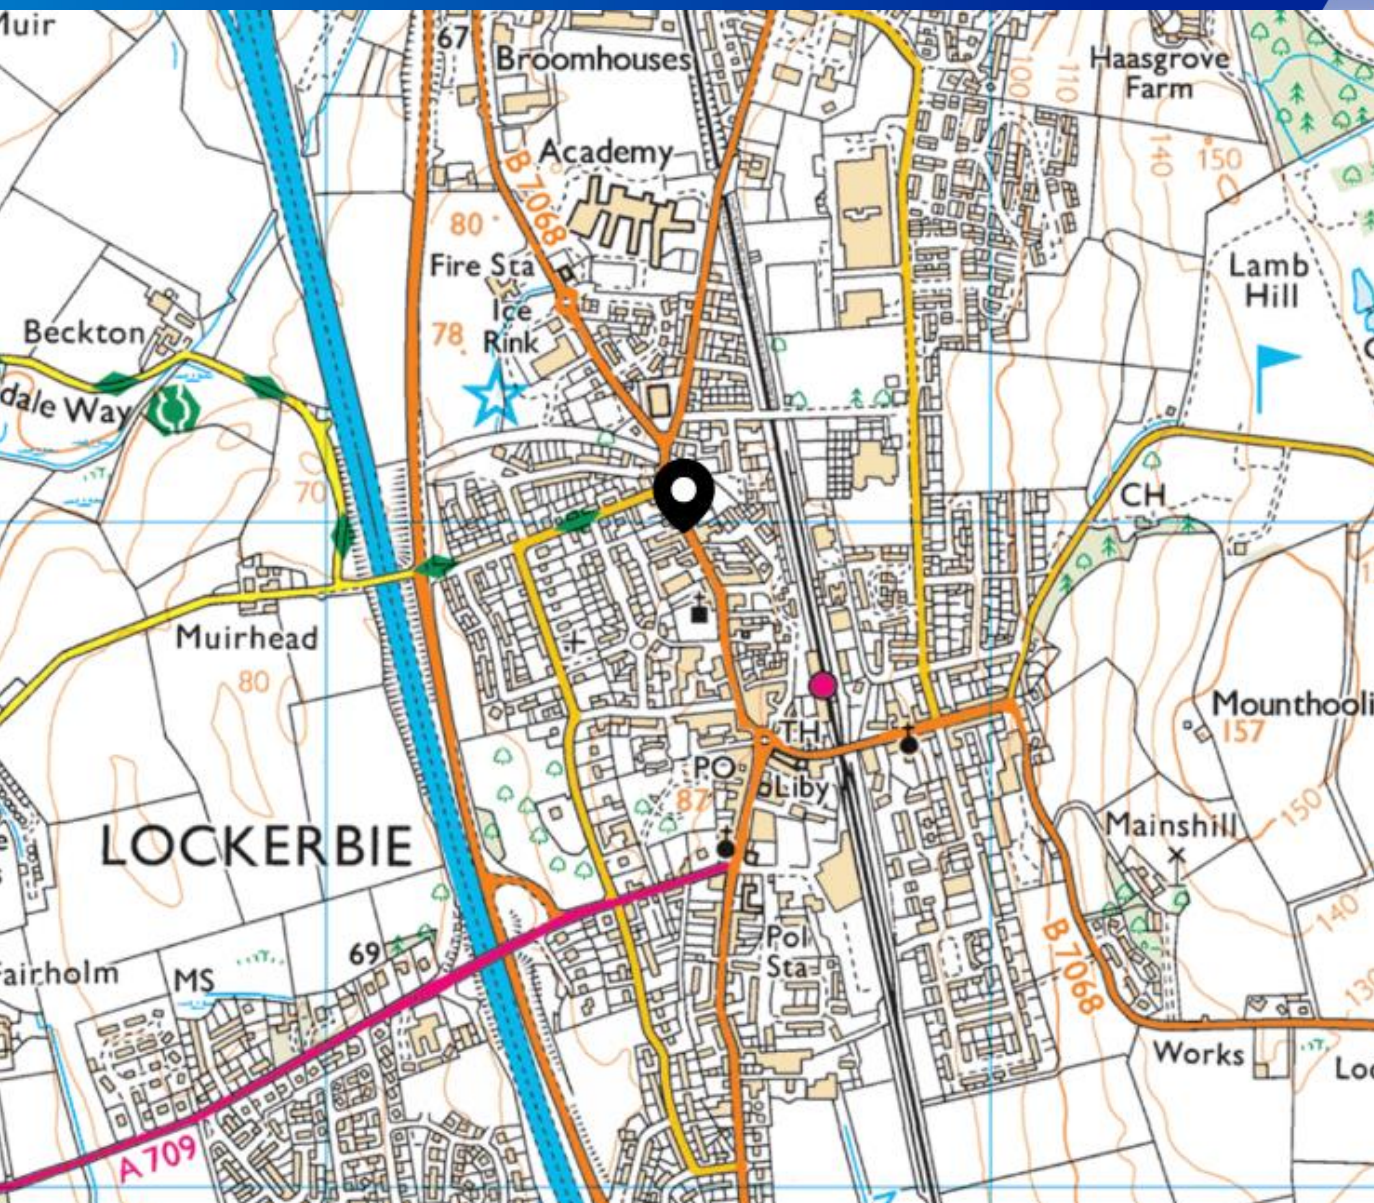 Muir
67
Broomhouses
Haasgrove
Farm
100
110
Academy
140
150
B 7068
80
Fire Sta
Lamb
Hill
Ice
Rink
78
Beckton
dale Way
70
CH
Muirhead
80
Mounthooli
157
TH
PO
Liby
87
LOCKERBIE
Mainshill
150
140
Pol
Sta
B 7068
69
Fairholm
MS
130
Works
Loc
A 709